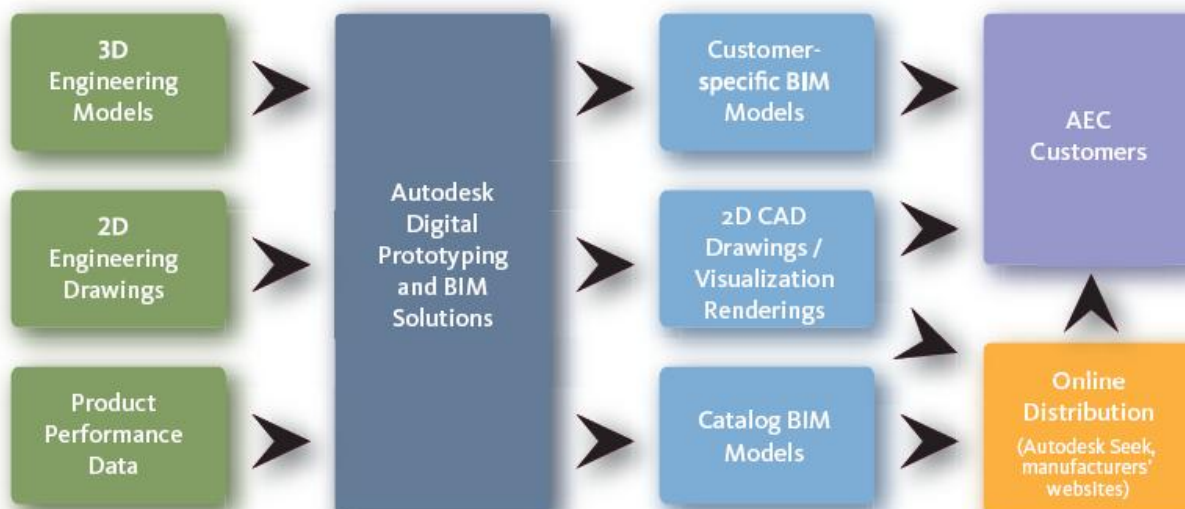 3D
Engineering
Models
2D
Engineering
Drawings
Product
Performance
Data
Autodesk
Digital
Prototyping
and BIM
Solutions
Customer-
specific BIM
Models
2D CAD
Drawings /
Visualization
Renderings
Catalog BIM
Models
AEC
Customers
Online
Distribution
(Autodesk Seek,
manufacturers'
websites)